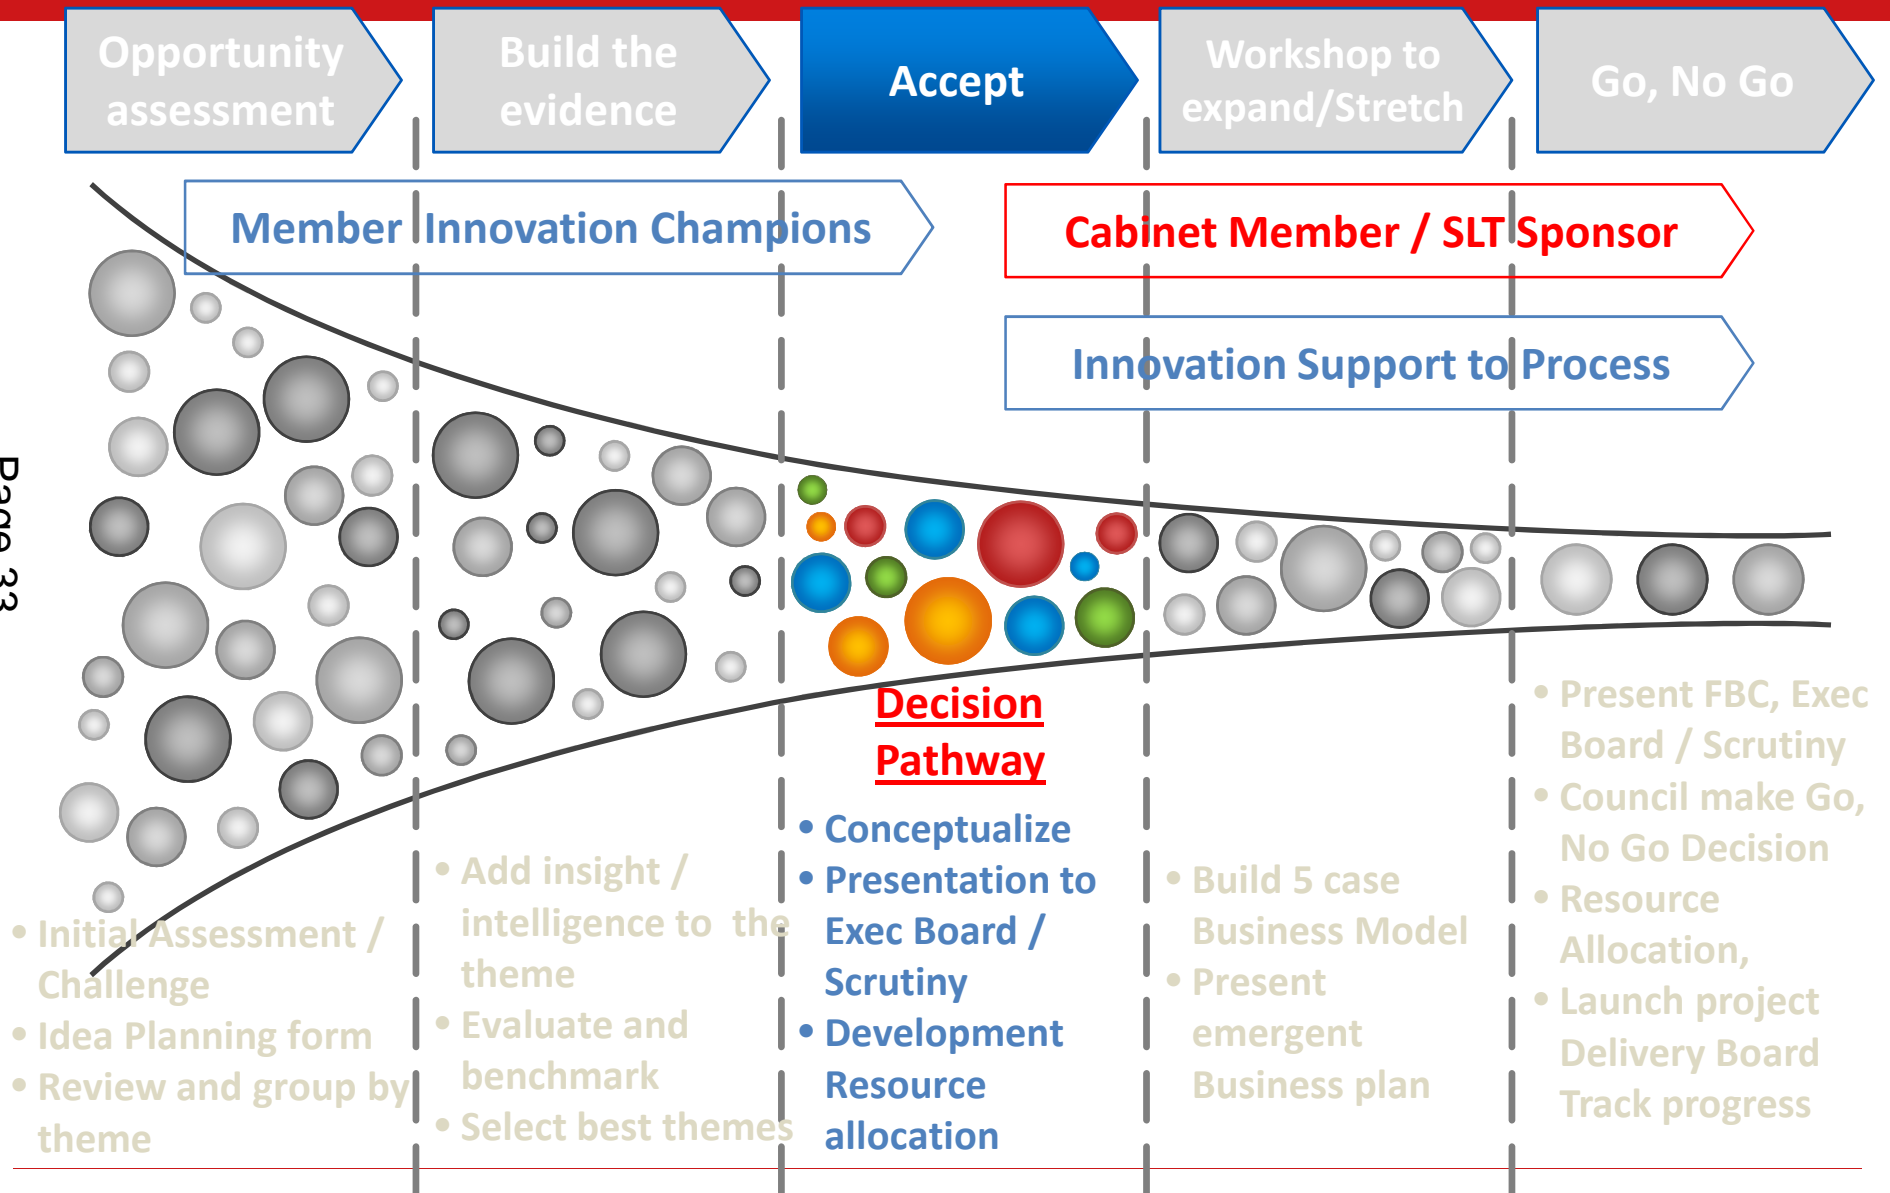 Opportunity
assessment
Build the
evidence
Accept
Workshop to
expand/Stretch
Go, No Go
Member Innovation Champions
Cabinet Member / SLT Sponsor
Innovation Support to Process
Page 33
Decision
Pathway
• Initial Assessment /
Challenge
• Idea Planning form
• Review and group by
theme
• Add insight /
intelligence to the
theme
• Evaluate and
benchmark
• Select best themes
• Conceptualize
• Presentation to
Exec Board /
Scrutiny
• Development
Resource
allocation
• Build 5 case
Business Model
• Present
emergent
Business plan
• Present FBC, Exec
Board / Scrutiny
• Council make Go,
No Go Decision
• Resource
Allocation,
• Launch project
Delivery Board
Track progress